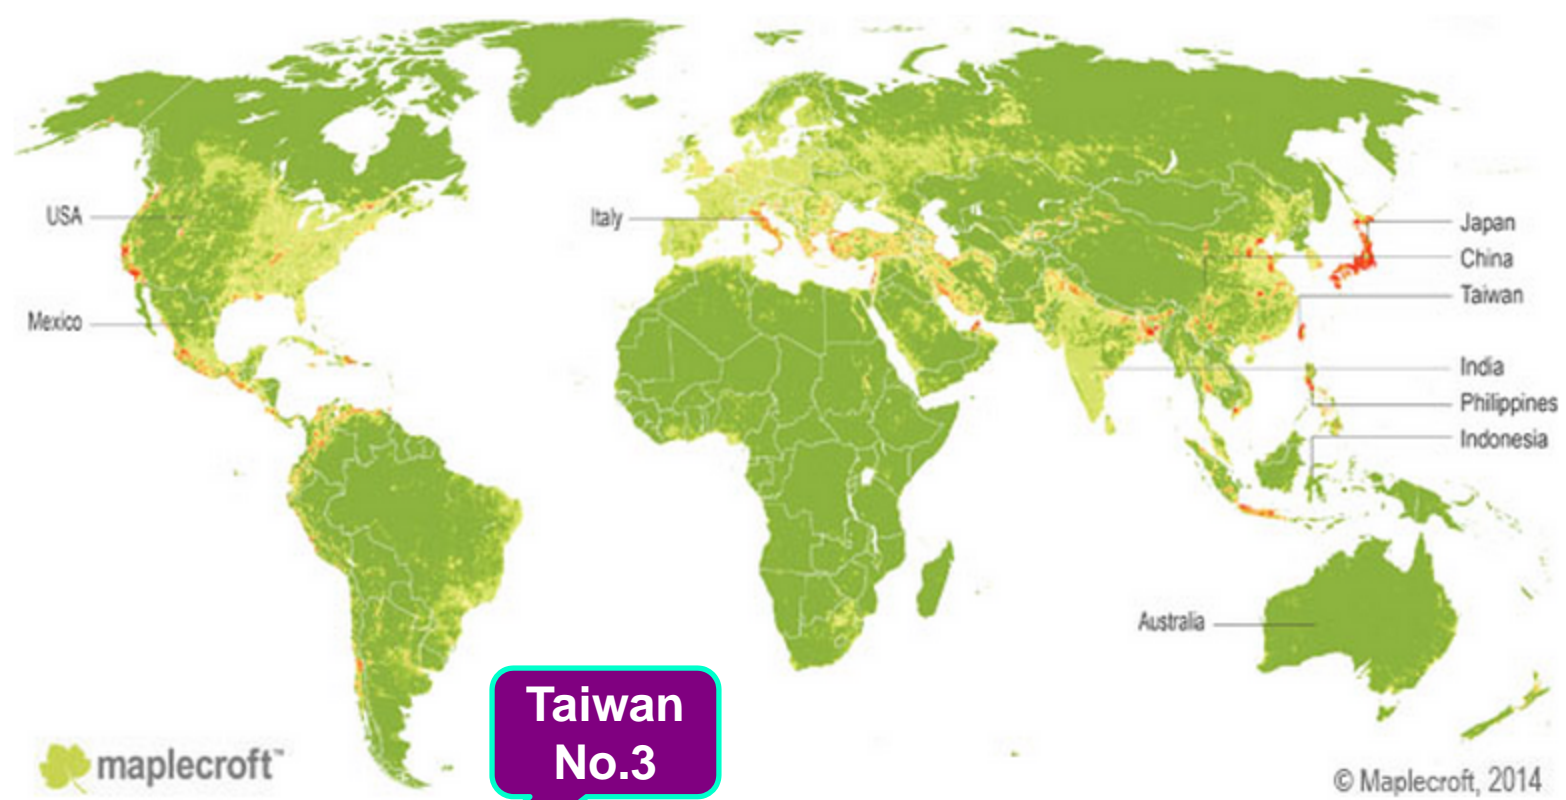 USA
Mexico
Italy
Japan
China
Taiwan
India
Philippines
Indonesia
Australia
Taiwan
No.3
maplecroft™
© Maplecroft, 2014